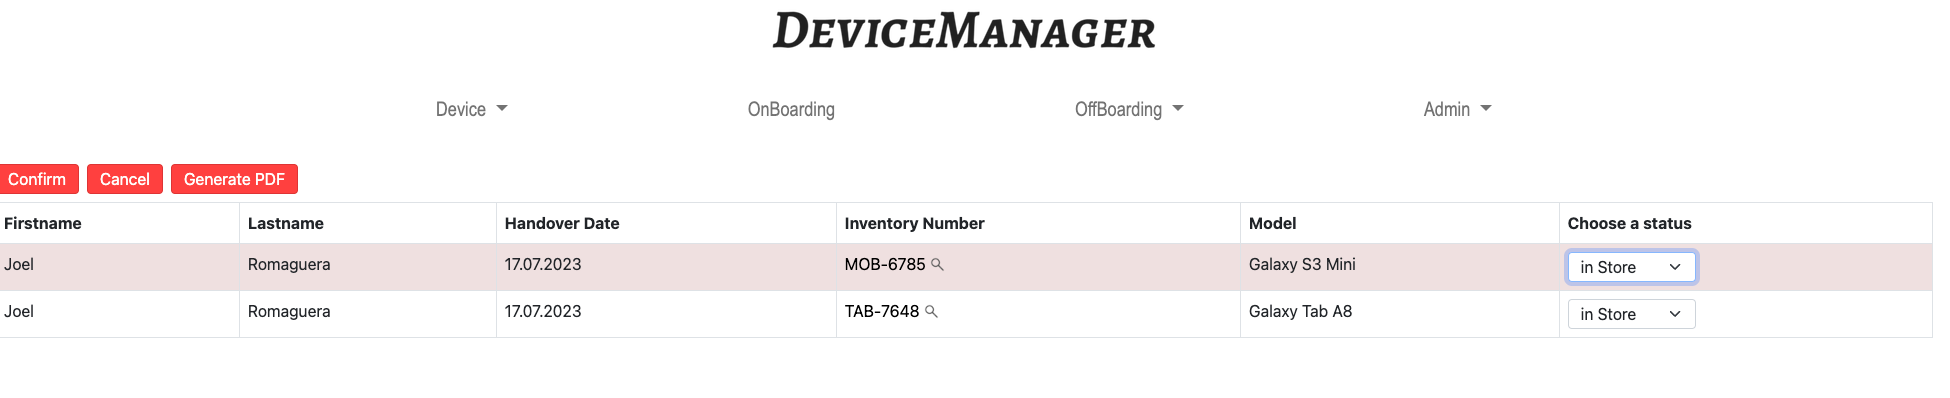 DEVICEMANAGER
Device OnBoarding OffBoarding Admin
Confirm Cancel Generate PDF
Firstname Lastname Handover Date Inventory Number Model Choose a status
Joel Romaguera 17.07.2023 MOB-6785 Galaxy S3 Mini in Store
Joel Romaguera 17.07.2023 TAB-7648 Galaxy Tab A8 in Store